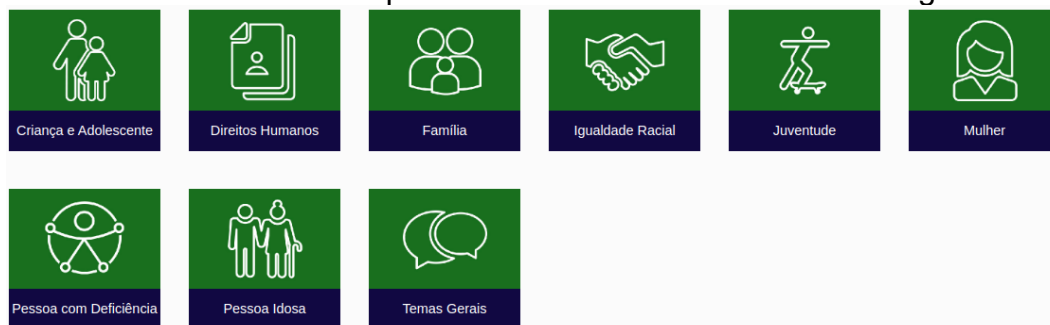 Criança e Adolescente
Direitos Humanos
Família
Igualdade Racial
Juventude
Mulher
Pessoa com Deficiência
Pessoa Idosa
Temas Gerais